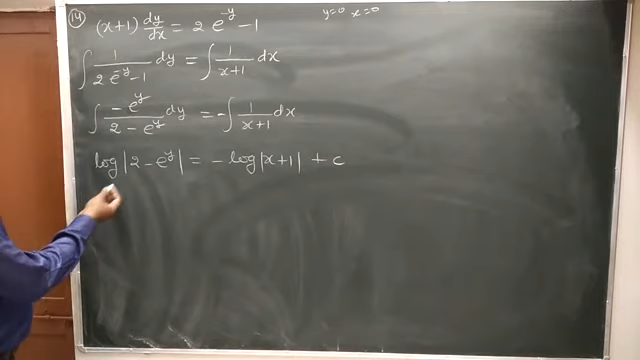 (14) (x+1) dy/dx = 2 e^-y - 1 y=0 x=0
∫ 1/(2e^-y - 1) dy = ∫ 1/(x+1) dx
∫ -e^y/(2 - e^y) dy = -∫ 1/(x+1) dx
log|2 - e^y| = - log|x+1| + c